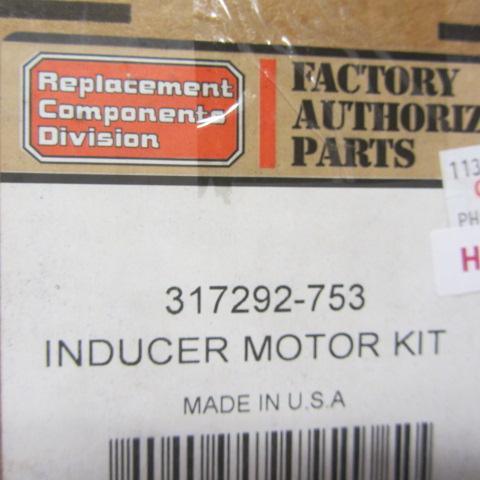 Replacement
Components
Division
FACTORY
AUTHORIZ
PARTS
113
PH
H
317292-753
INDUCER MOTOR KIT
MADE IN U.S.A